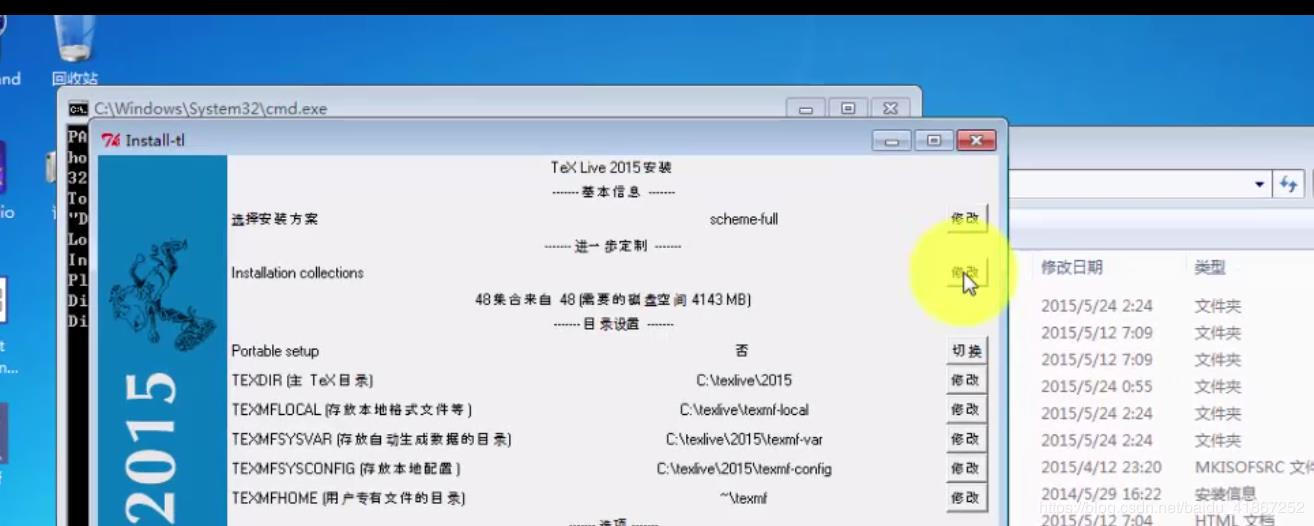 nd
回收站
C:\Windows\System32\cmd.exe
PA
ho
32
To
"D
Lo
In
Pl
Di
Di
io
t
n...
Install-tl
TeX Live 2015 安装
------- 基本信息 -------
选择安装方案 scheme-full 修改
------- 进一步定制 -------
Installation collections 修改
48集合来自 48 (需要的磁盘空间 4143 MB)
------- 目录设置 -------
Portable setup 否 切换
TEXDIR (主 TeX目录) C:\texlive\2015 修改
TEXMFLOCAL (存放本地格式文件等) C:\texlive\texmf-local 修改
TEXMFSYSVAR (存放自动生成数据的目录) C:\texlive\2015\texmf-var 修改
TEXMFSYSCONFIG (存放本地配置) C:\texlive\2015\texmf-config 修改
TEXMFHOME (用户专有文件的目录) ~\texmf 修改
------- 选项 -------
2015
修改日期 类型
2015/5/24 2:24 文件夹
2015/5/12 7:09 文件夹
2015/5/12 7:09 文件夹
2015/5/24 0:55 文件夹
2015/5/24 2:24 文件夹
2015/5/24 2:24 文件夹
2015/4/12 23:20 MKISOFSRC 文件
2014/5/29 16:22 安装信息
2015/5/12 7:04 HTML 文档
https://blog.csdn.net/baidu_41867252